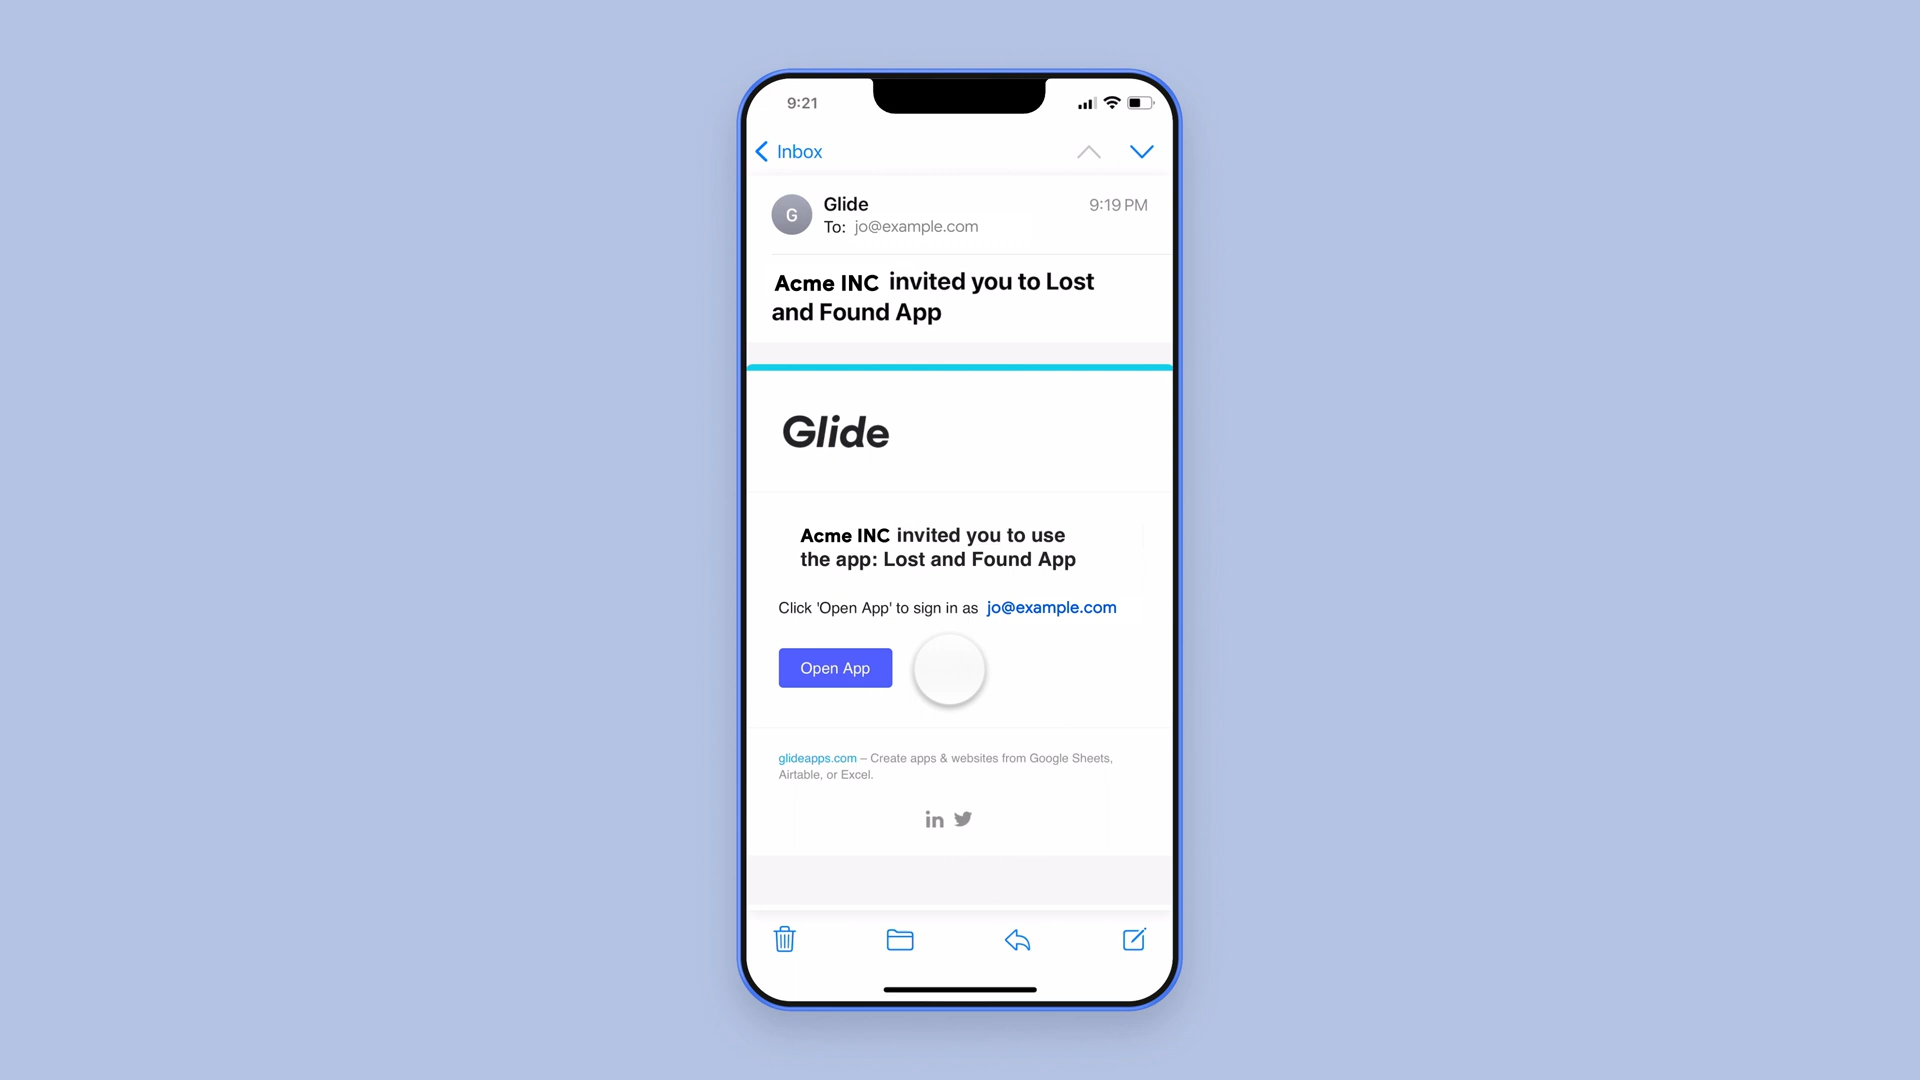 9:21
Inbox
G
Glide
9:19 PM
To: jo@example.com
Acme INC invited you to Lost
and Found App
Glide
Acme INC invited you to use
the app: Lost and Found App
Click 'Open App' to sign in as jo@example.com
Open App
glideapps.com – Create apps & websites from Google Sheets,
Airtable, or Excel.
in